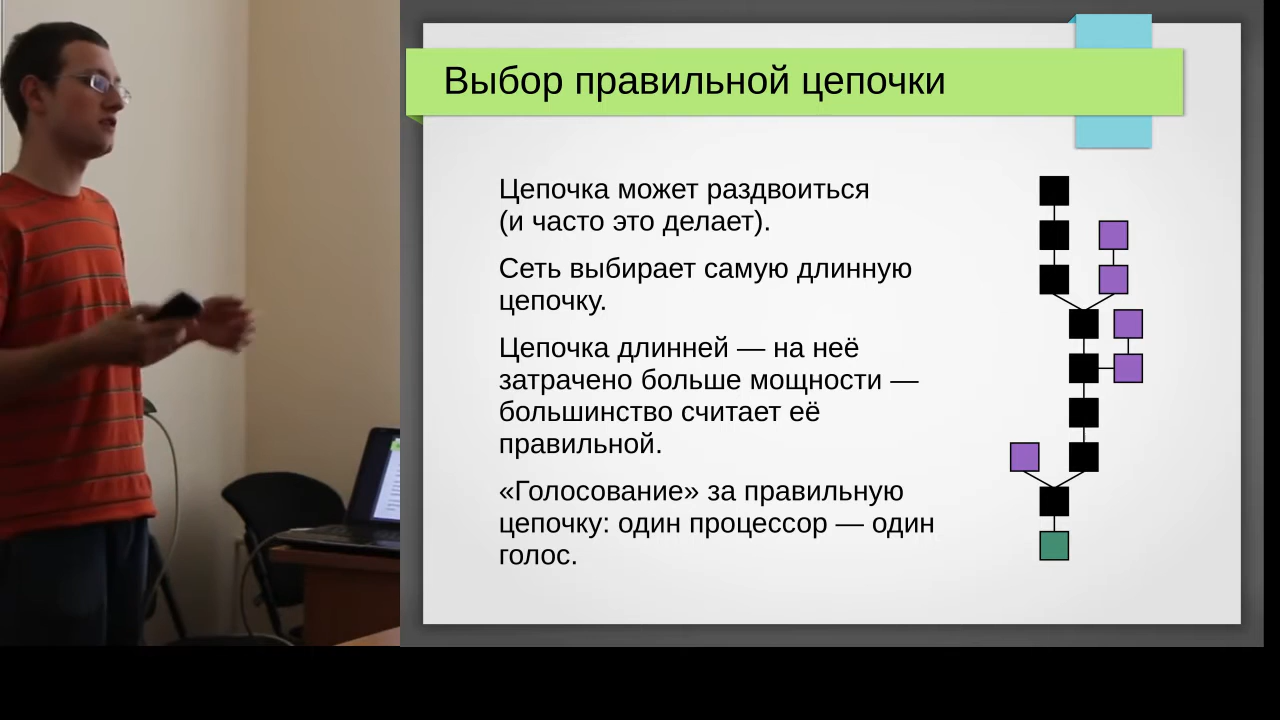 Выбор правильной цепочки
Цепочка может раздвоиться
(и часто это делает).
Сеть выбирает самую длинную
цепочку.
Цепочка длинней — на неё
затрачено больше мощности —
большинство считает её
правильной.
«Голосование» за правильную
цепочку: один процессор — один
голос.